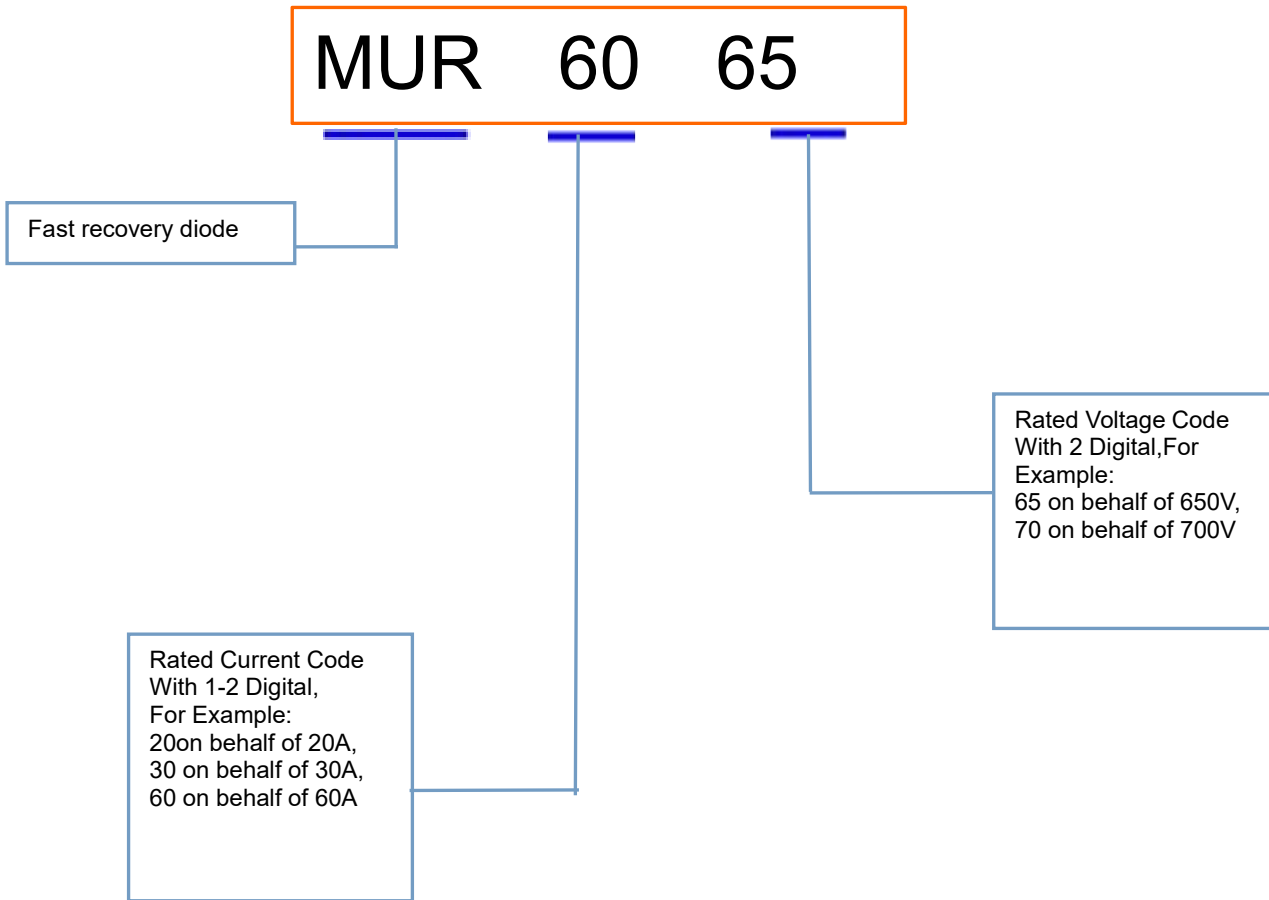 MUR 60 65
Fast recovery diode
Rated Voltage Code
With 2 Digital,For
Example:
65 on behalf of 650V,
70 on behalf of 700V
Rated Current Code
With 1-2 Digital,
For Example:
20on behalf of 20A,
30 on behalf of 30A,
60 on behalf of 60A